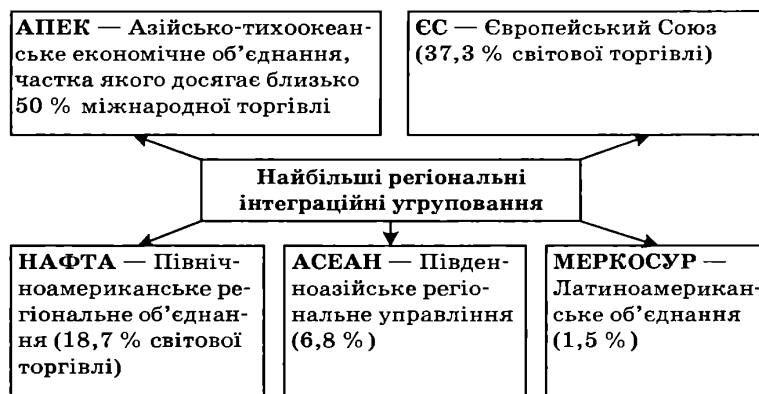 АПЕК — Азійсько-тихоокеан-
ське економічне об’єднання,
частка якого досягає близько
50 % міжнародної торгівлі
ЄС — Європейський Союз
(37,3 % світової торгівлі)
Найбільші регіональні
інтеграційні угруповання
НАФТА — Північ-
ноамериканське ре-
гіональне об’єднан-
ня (18,7 % світової
торгівлі)
АСЕАН — Півден-
ноазійське регіо-
нальне управління
(6,8 %)
МЕРКОСУР —
Латиноамерикан-
ське об’єднання
(1,5 %)